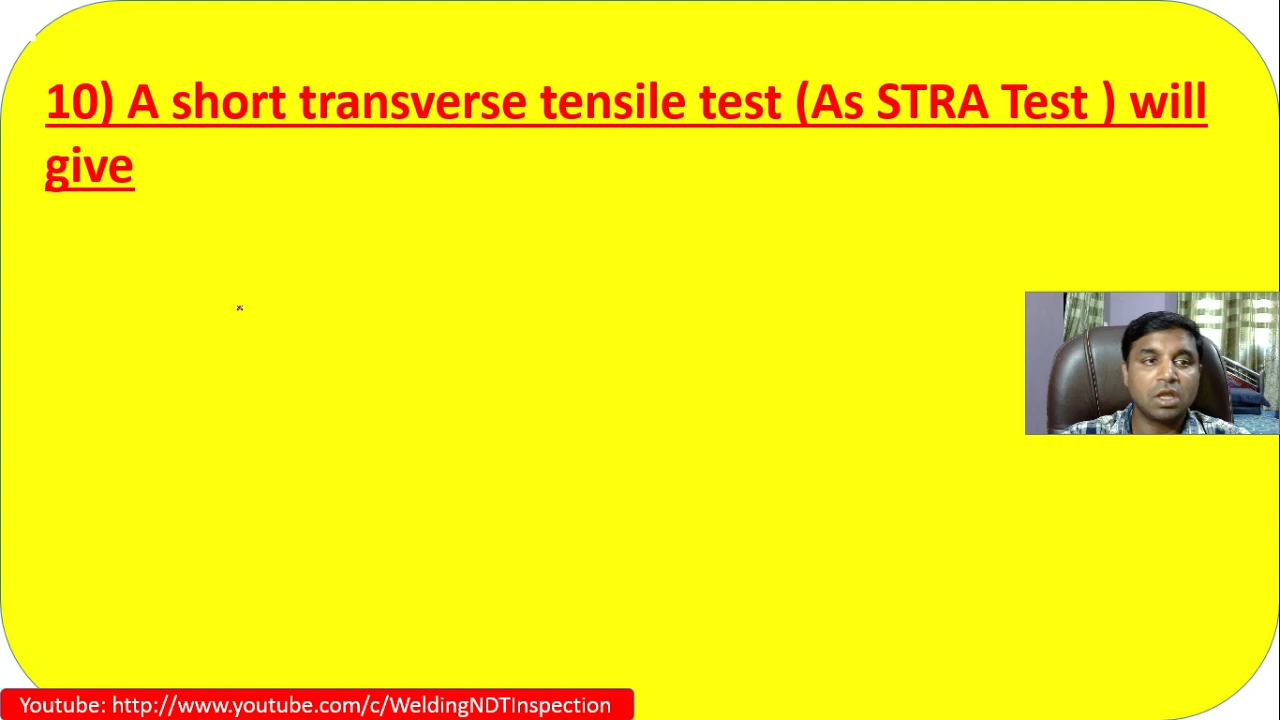 10) A short transverse tensile test (As STRA Test ) will
give
Youtube: http://www.youtube.com/c/WeldingNDTInspection